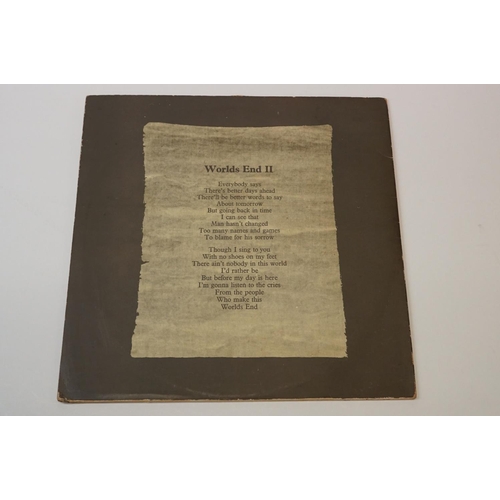 Worlds End II
Everybody says
There's better days ahead
There'll be better words to say
About tomorrow
But going back in time
I can see that
Man hasn't changed
Too many names and games
To blame for his sorrow
Though I sing to you
With no shoes on my feet
There ain't nobody in this world
I'd rather be
But before my day is here
I'm gonna listen to the cries
From the people
Who make this
Worlds End